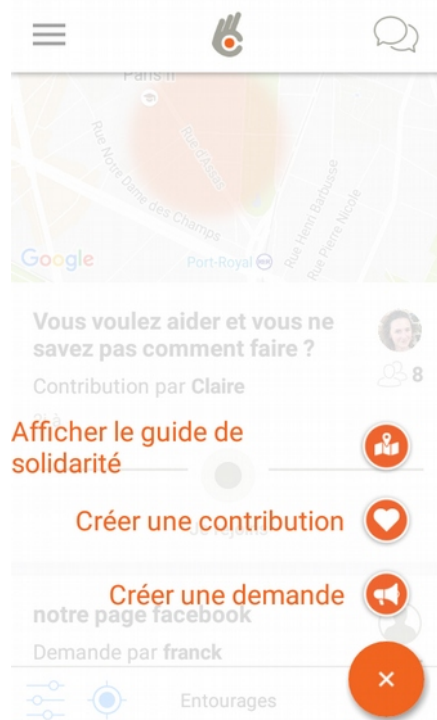 Paris II
Rue d'Assas
Rue Notre Dame des Champs
Rue Henri Barbusse
Rue Pierre Nicole
Google
Port-Royal
Vous voulez aider et vous ne
savez pas comment faire ?
Contribution par Claire
8
Afficher le guide de
solidarité
Créer une contribution
Créer une demande
notre page facebook
Demande par franck
Entourages